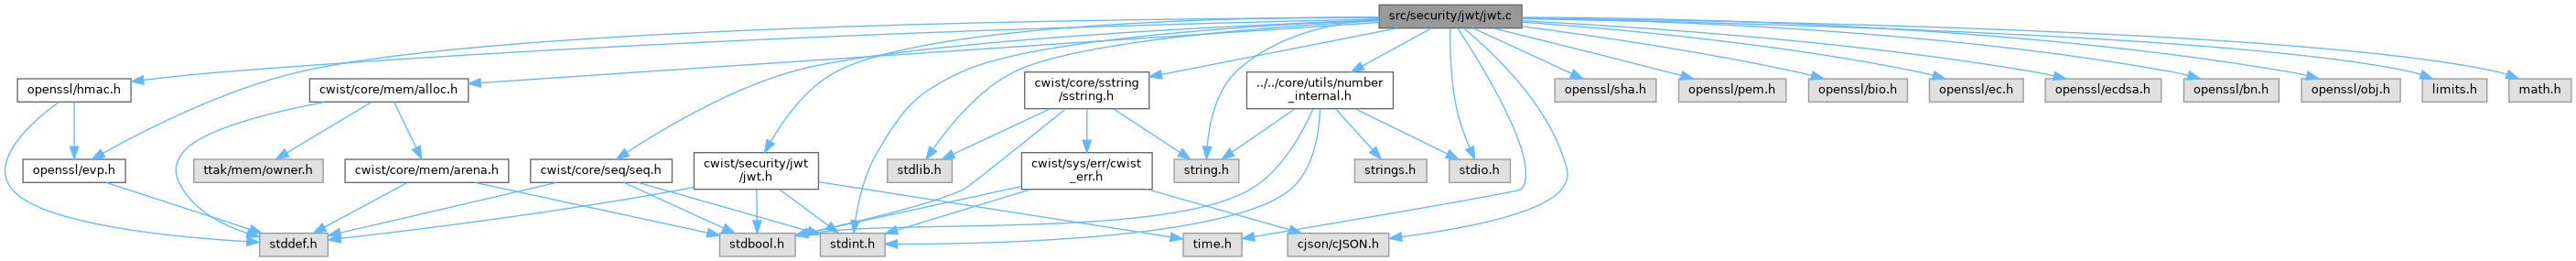 src/security/jwt/jwt.c
openssl/hmac.h
cwist/core/mem/alloc.h
cwist/core/sstring
/sstring.h
../../core/utils/number
_internal.h
openssl/sha.h
openssl/pem.h
openssl/bio.h
openssl/ec.h
openssl/ecdsa.h
openssl/bn.h
openssl/obj.h
limits.h
math.h
openssl/evp.h
ttak/mem/owner.h
cwist/core/mem/arena.h
cwist/core/seq/seq.h
cwist/security/jwt
/jwt.h
stdlib.h
cwist/sys/err/cwist
_err.h
string.h
strings.h
stdio.h
stddef.h
stdbool.h
stdint.h
time.h
cjson/cJSON.h